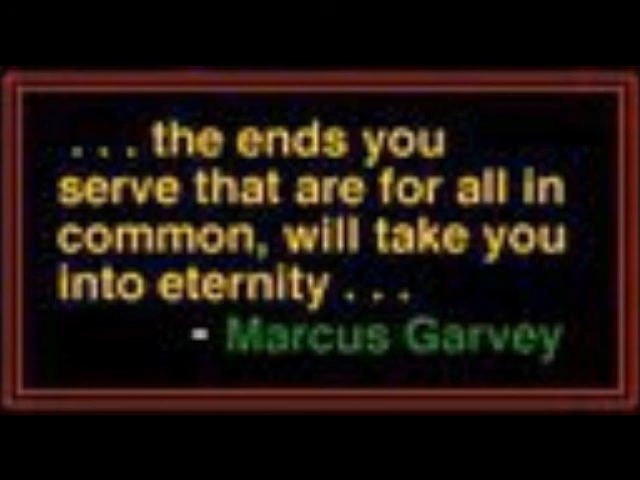 . . . the ends you
serve that are for all in
common, will take you
into eternity . . .
- Marcus Garvey